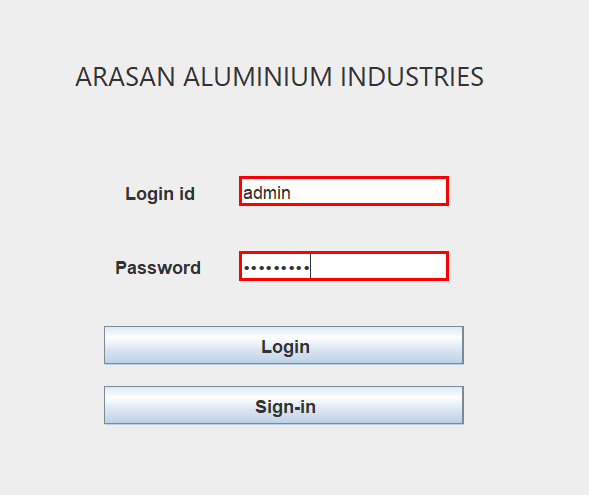 ARASAN ALUMINIUM INDUSTRIES
Login id admin
Password •••••••••
Login
Sign-in